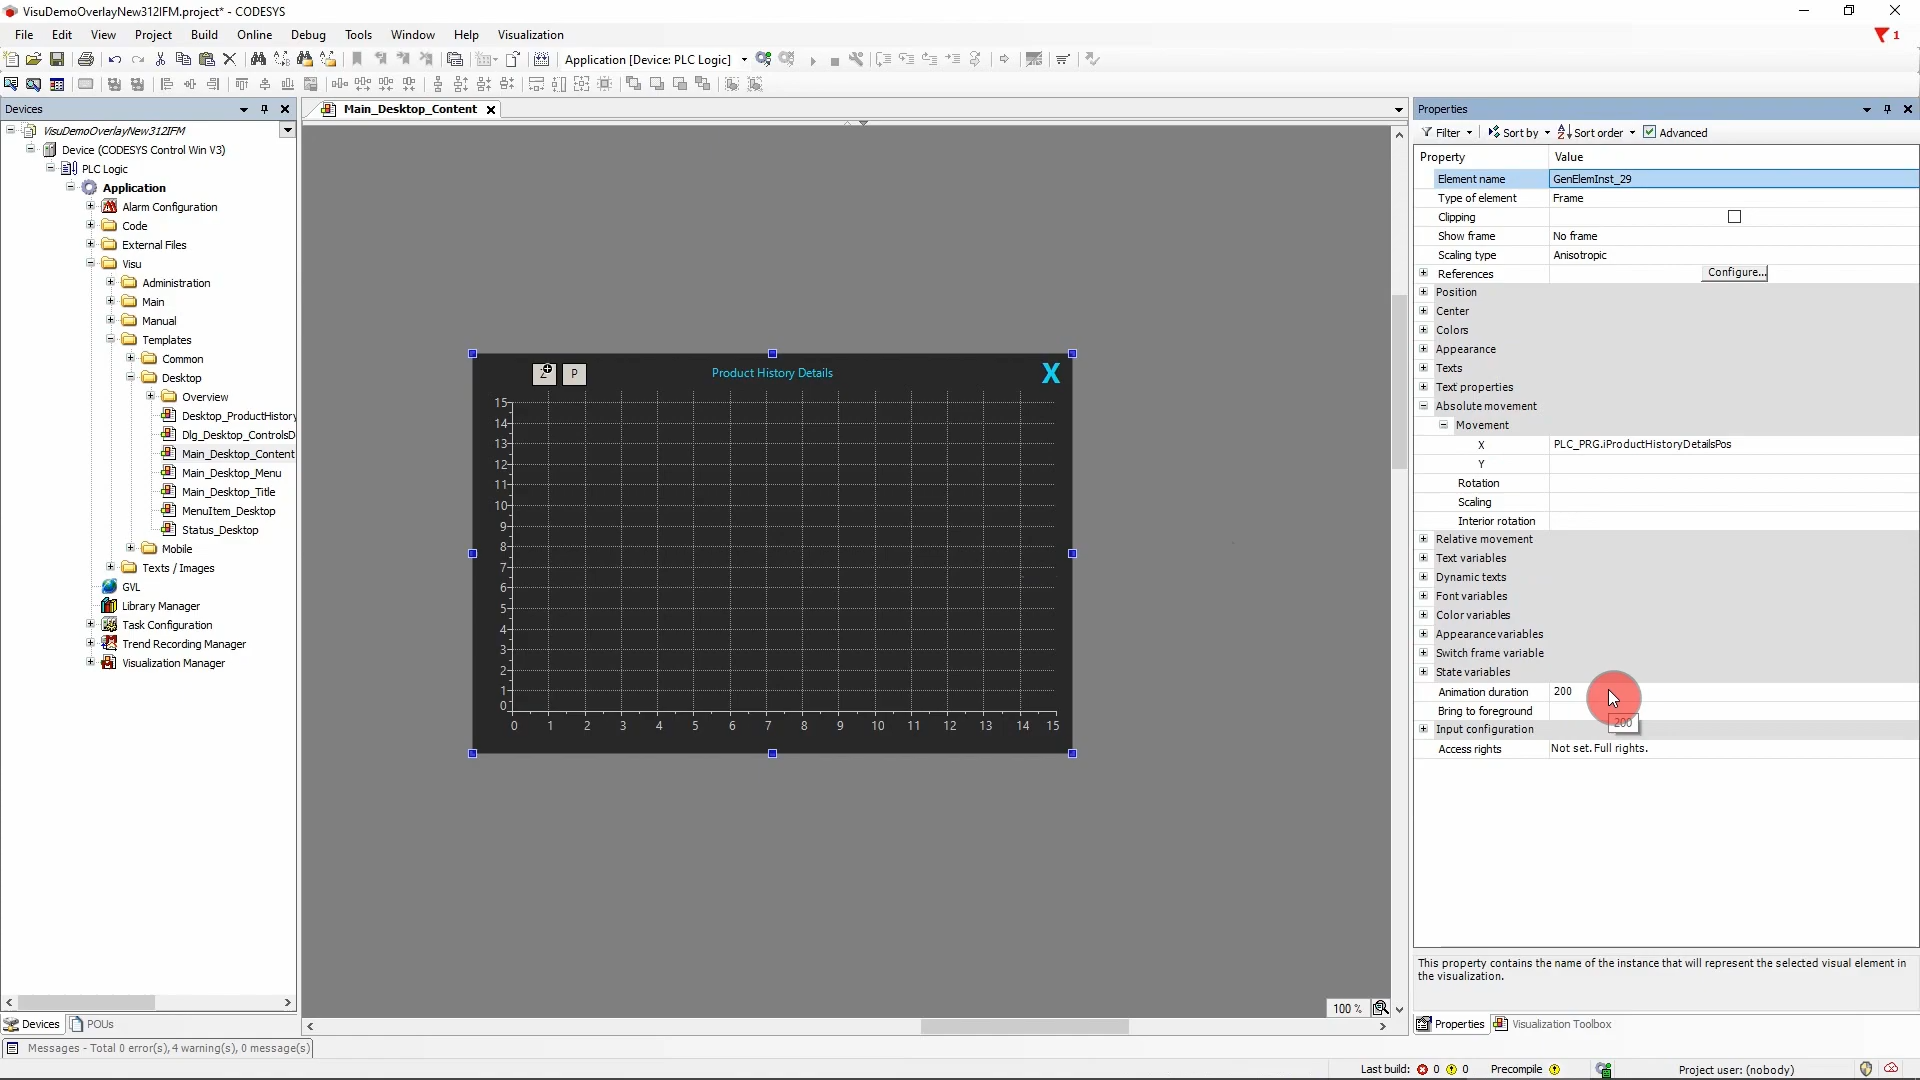 VisuDemoOverlayNew312IFM.project* - CODESYS
File Edit View Project Build Online Debug Tools Window Help Visualization
1
Application [Device: PLC Logic]
Devices
VisuDemoOverlayNew312IFM
Device (CODESYS Control Win V3)
PLC Logic
Application
Alarm Configuration
Code
External Files
Visu
Administration
Main
Manual
Templates
Common
Desktop
Overview
Desktop_ProductHistory
Dlg_Desktop_ControlsD
Main_Desktop_Content
Main_Desktop_Menu
Main_Desktop_Title
MenuItem_Desktop
Status_Desktop
Mobile
Texts / Images
GVL
Library Manager
Task Configuration
Trend Recording Manager
Visualization Manager
Devices POUs
Main_Desktop_Content
Z P Product History Details X
15
14
13
12
11
10
9
8
7
6
5
4
3
2
1
0
0 1 2 3 4 5 6 7 8 9 10 11 12 13 14 15
100 %
Properties
Filter Sort by Sort order Advanced
Property Value
Element name GenElemInst_29
Type of element Frame
Clipping
Show frame No frame
Scaling type Anisotropic
References Configure...
Position
Center
Colors
Appearance
Texts
Text properties
Absolute movement
Movement
X PLC_PRG.iProductHistoryDetailsPos
Y
Rotation
Scaling
Interior rotation
Relative movement
Text variables
Dynamic texts
Font variables
Color variables
Appearance variables
Switch frame variable
State variables
Animation duration 200
Bring to foreground
200
Input configuration
Access rights Not set. Full rights.
This property contains the name of the instance that will represent the selected visual element in
the visualization.
Properties Visualization Toolbox
Messages - Total 0 error(s), 4 warning(s), 0 message(s)
Last build: 0 0 Precompile Project user: (nobody)